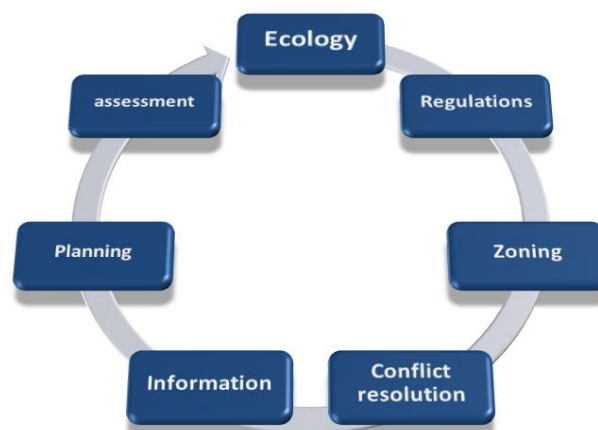 Ecology
Regulations
Zoning
Conflict
resolution
Information
Planning
assessment